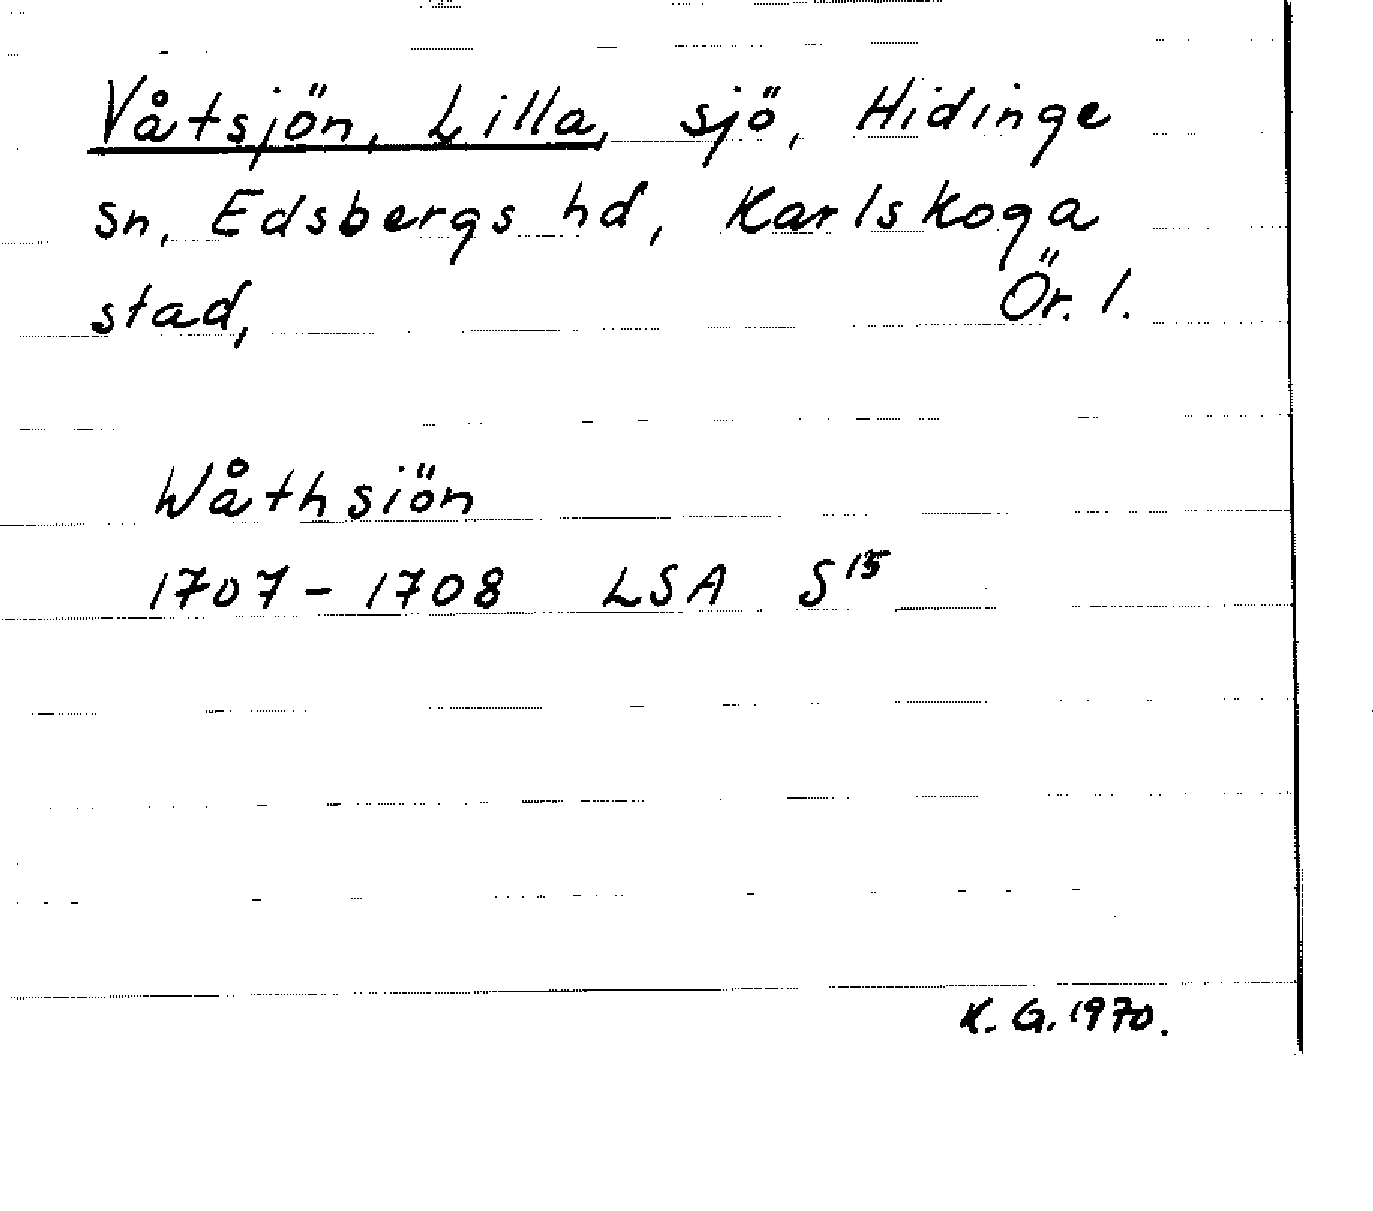 Våtsjön, Lilla, sjö, Hidinge
sn, Edsbergs hd, Karlskoga
stad, Ör. l.
Wåthsiön
1707-1708 LSA S¹⁵
K. G. 1970.